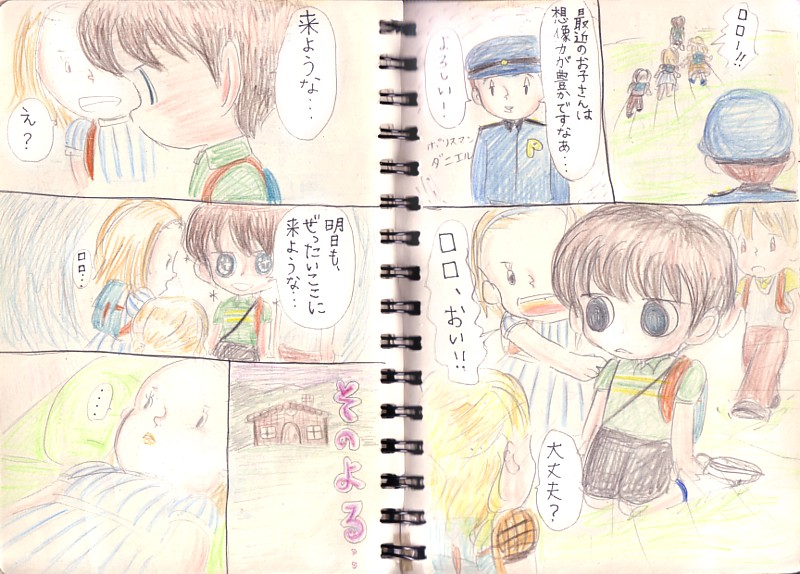 ロロー!!
最近のお子さんは
想像力が豊かですなぁ…
よろしいー!
ポリスマン
ダニエル
P
ロロ、おい!!
大丈夫?
来ような…
え?
明日も、
ぜったいここに
来ような…
ロロ…
そのよる…
…